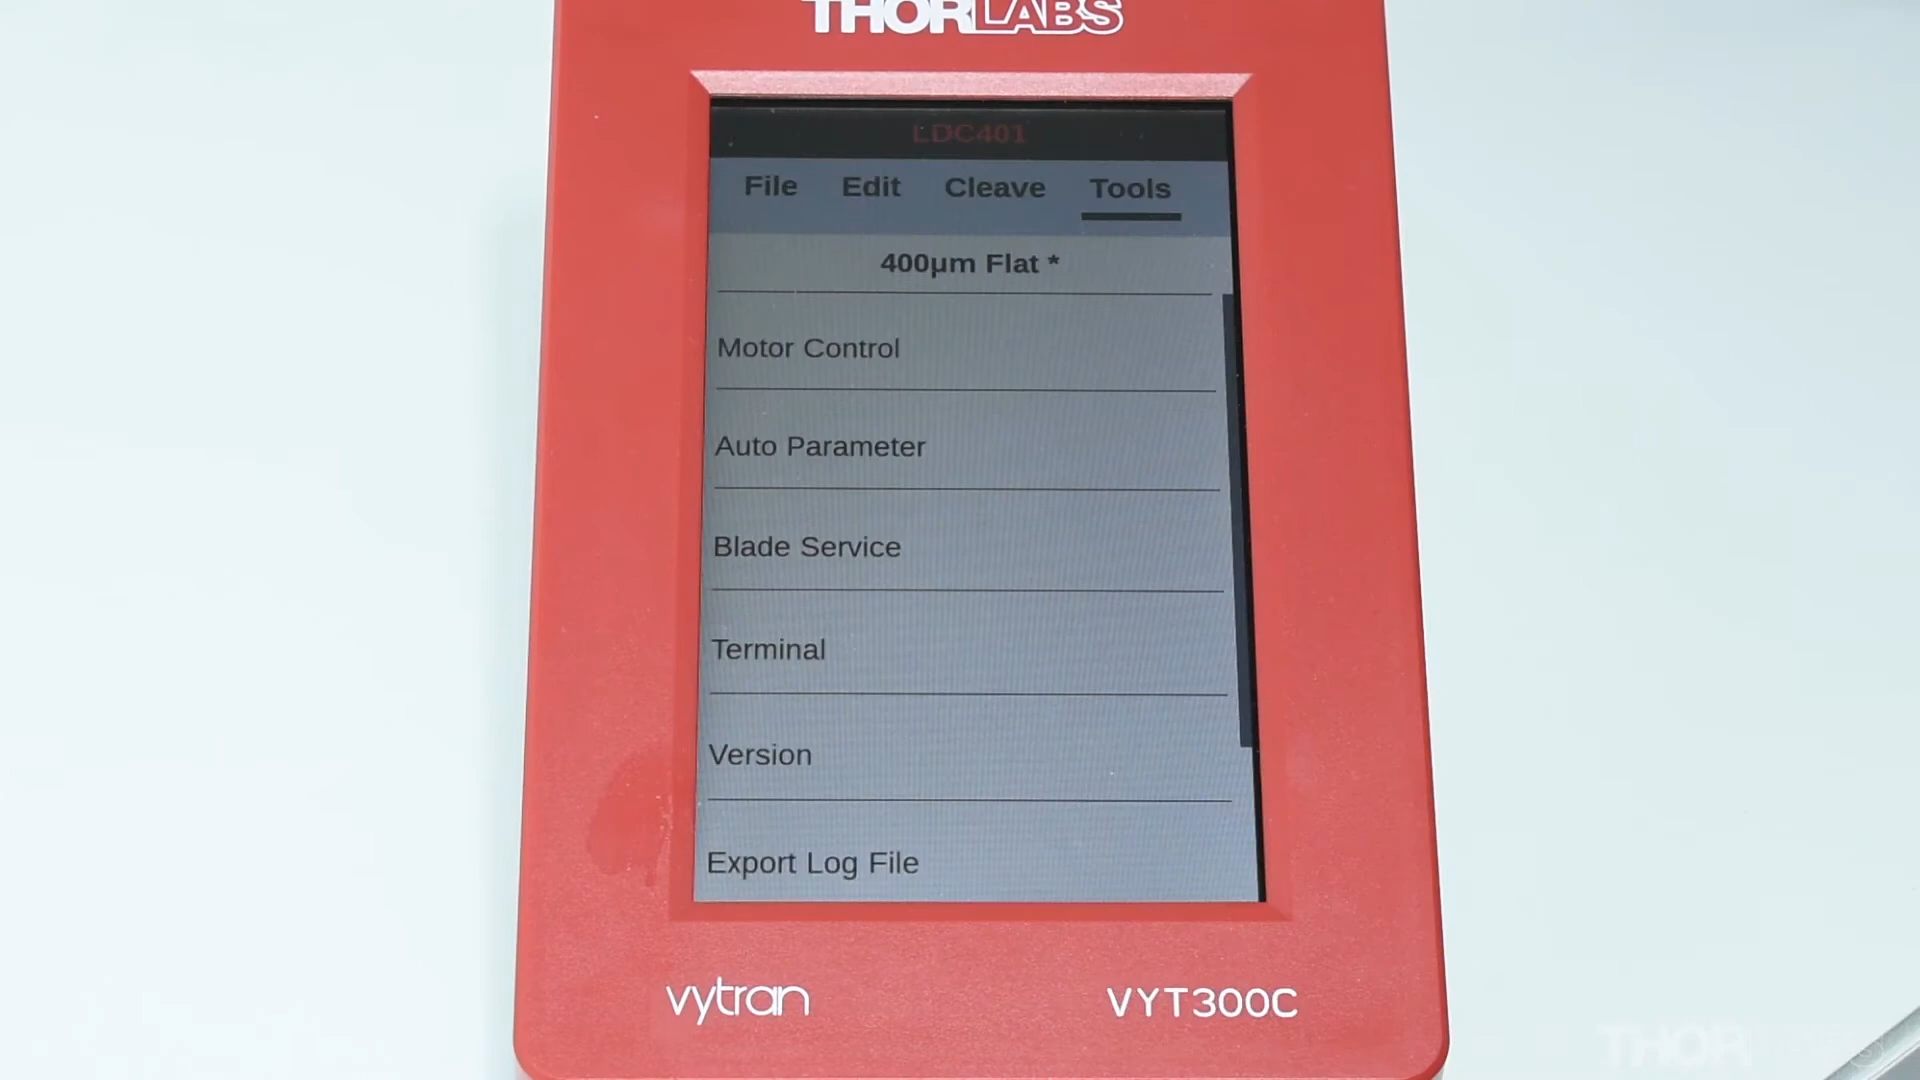 THORLABS
LDC401
File Edit Cleave Tools
400µm Flat *
Motor Control
Auto Parameter
Blade Service
Terminal
Version
Export Log File
vytran VYT300C
THORLABS